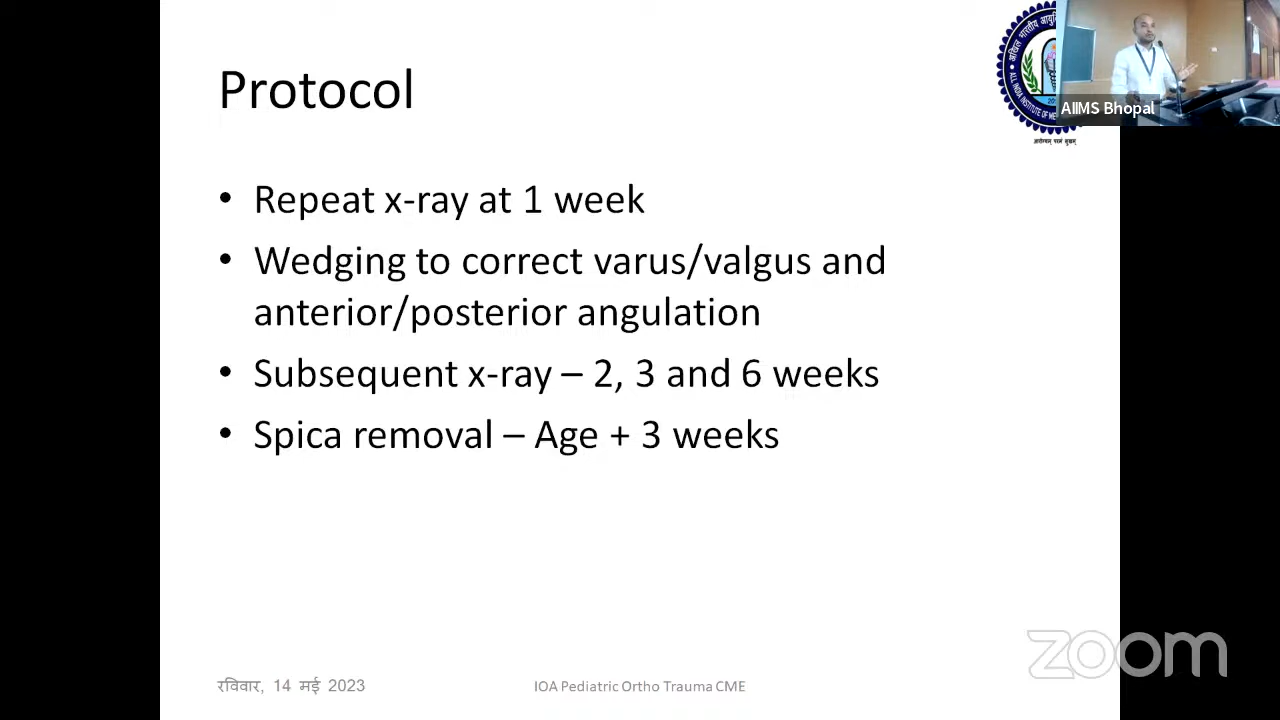 Protocol
• Repeat x-ray at 1 week
• Wedging to correct varus/valgus and
anterior/posterior angulation
• Subsequent x-ray – 2, 3 and 6 weeks
• Spica removal – Age + 3 weeks
AIIMS Bhopal
zoom
रविवार, 14 मई 2023
IOA Pediatric Ortho Trauma CME